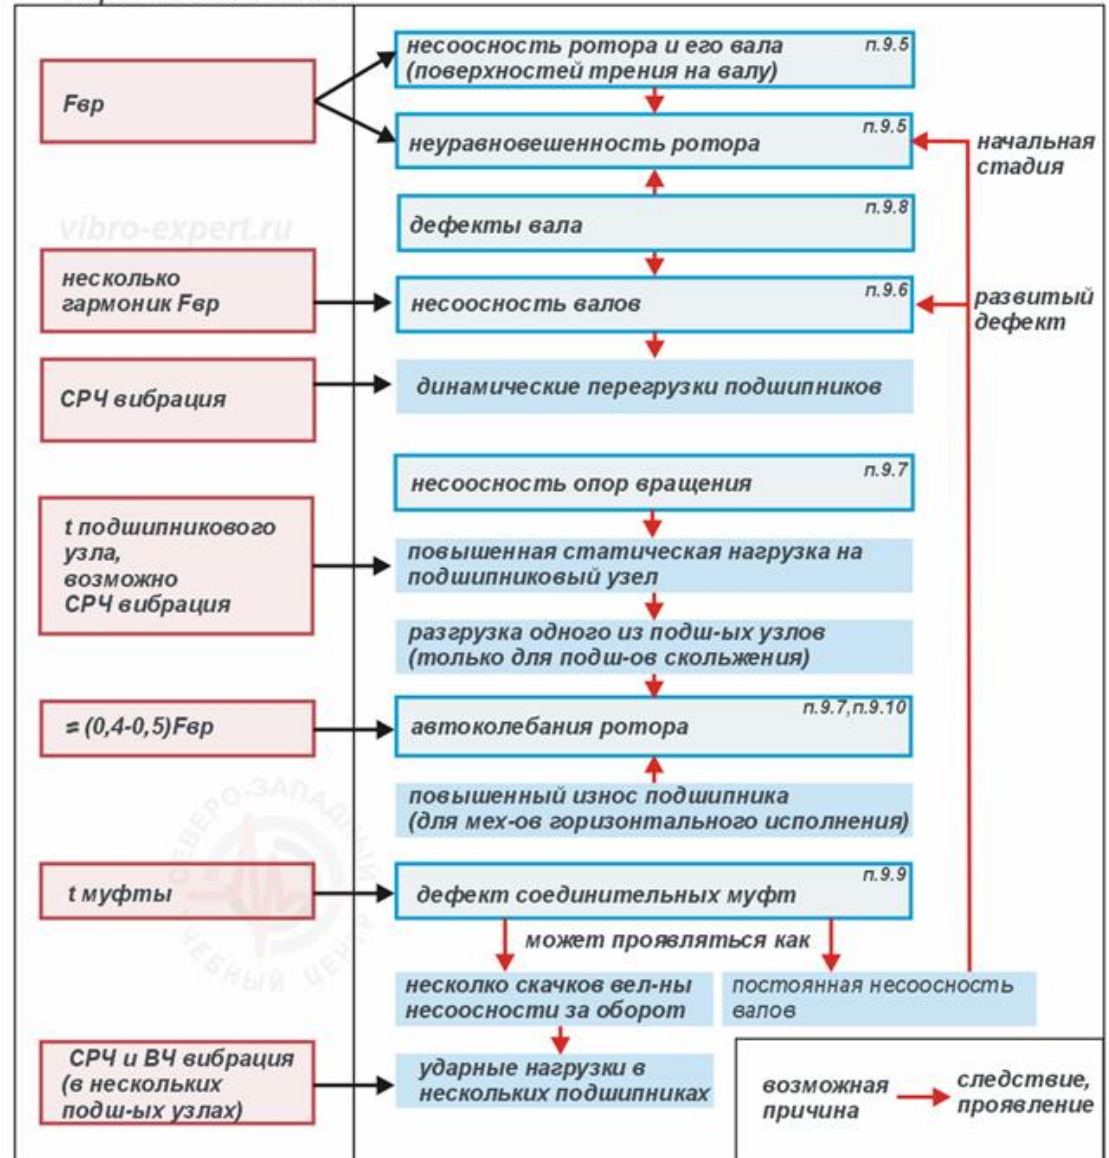 Fвр
несоосность ротора и его вала
(поверхностей трения на валу)
п.9.5
неуравновешенность ротора
п.9.5
начальная
стадия
vibro-expert.ru
дефекты вала
п.9.8
несколько
гармоник Fвр
несоосность валов
п.9.6
развитый
дефект
СРЧ вибрация
динамические перегрузки подшипников
несоосность опор вращения
п.9.7
t подшипникового
узла,
возможно
СРЧ вибрация
повышенная статическая нагрузка на
подшипниковый узел
разгрузка одного из подш-ых узлов
(только для подш-ов скольжения)
≤ (0,4-0,5)Fвр
автоколебания ротора
п.9.7,п.9.10
повышенный износ подшипника
(для мех-ов горизонтального исполнения)
СЕВЕРО-ЗАПАДНЫЙ
УЧЕБНЫЙ ЦЕНТР
t муфты
дефект соединительных муфт
п.9.9
может проявляться как
несколко скачков вел-ны
несоосности за оборот
постоянная несоосность
валов
СРЧ и ВЧ вибрация
(в нескольких
подш-ых узлах)
ударные нагрузки в
нескольких подшипниках
возможная
причина
следствие,
проявление